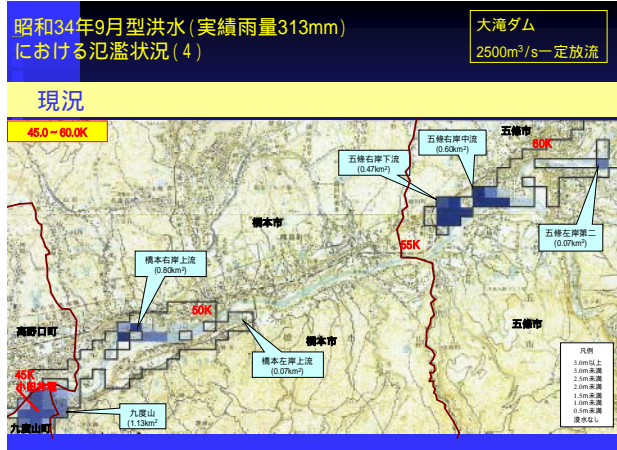 昭和34年9月型洪水(実績雨量313mm)
における氾濫状況(4)
大滝ダム
2500m³/s一定放流
現況
45.0~60.0K
五條市
60K
五條右岸中流
(0.60km²)
五條右岸下流
(0.47km²)
五條左岸第二
(0.07km²)
橋本市
55K
橋本右岸上流
(0.80km²)
50K
高野口町
橋本市
五條市
橋本左岸上流
(0.07km²)
45K
小田井堰
九度山
(1.13km²
九度山町
凡例
3.0m以上
3.0m未満
2.5m未満
2.0m未満
1.5m未満
1.0m未満
0.5m未満
浸水なし